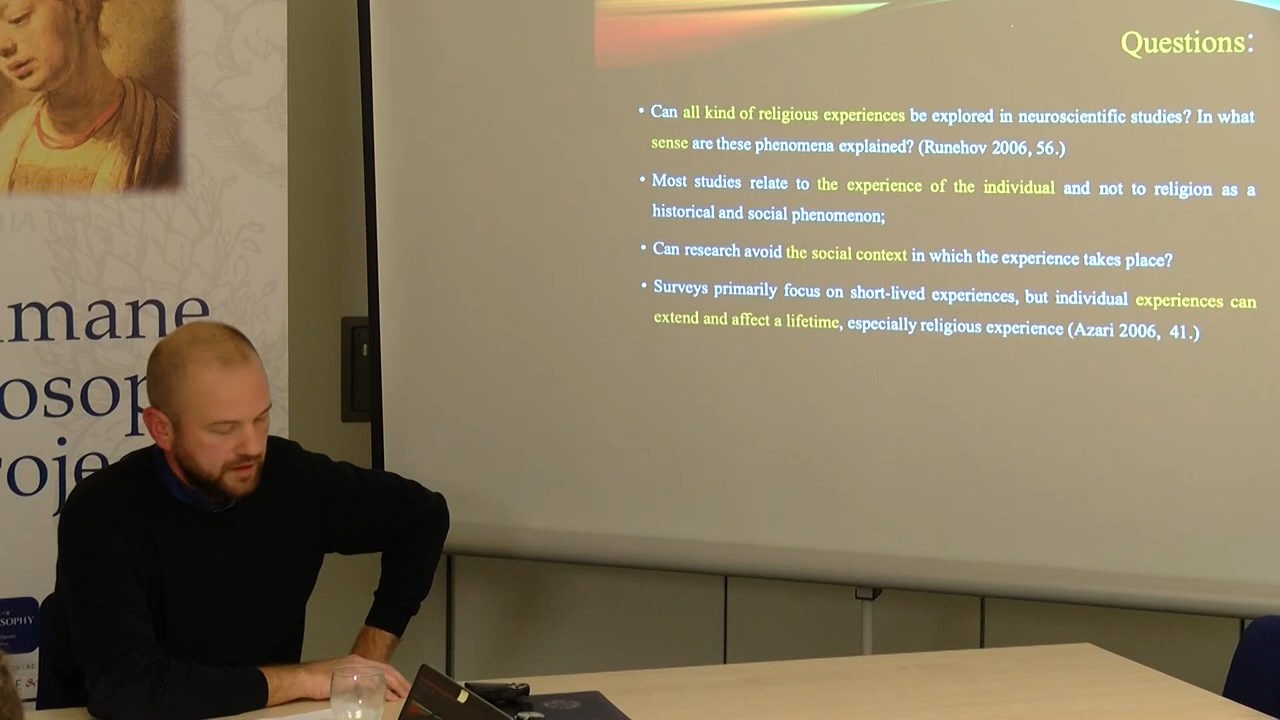 Questions:
• Can all kind of religious experiences be explored in neuroscientific studies? In what
sense are these phenomena explained? (Runehov 2006, 56.)
• Most studies relate to the experience of the individual and not to religion as a
historical and social phenomenon;
• Can research avoid the social context in which the experience takes place?
• Surveys primarily focus on short-lived experiences, but individual experiences can
extend and affect a lifetime, especially religious experience (Azari 2006, 41.)
mane
osop
roje
OSOPHY